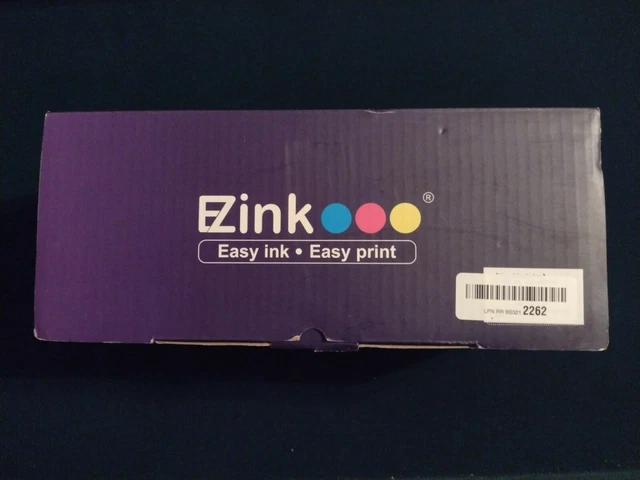 EZink ®
Easy ink • Easy print
2262